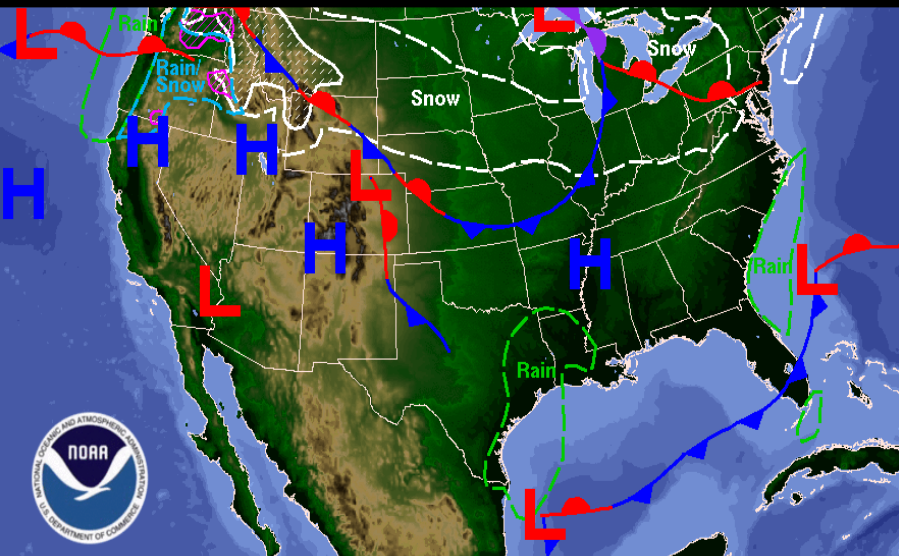 L
L
Rain
Snow
Rain/
Snow
Snow
H
H
L
H
H
H
Rain
L
L
Rain
NOAA
NATIONAL OCEANIC AND ATMOSPHERIC ADMINISTRATION
U.S. DEPARTMENT OF COMMERCE
L